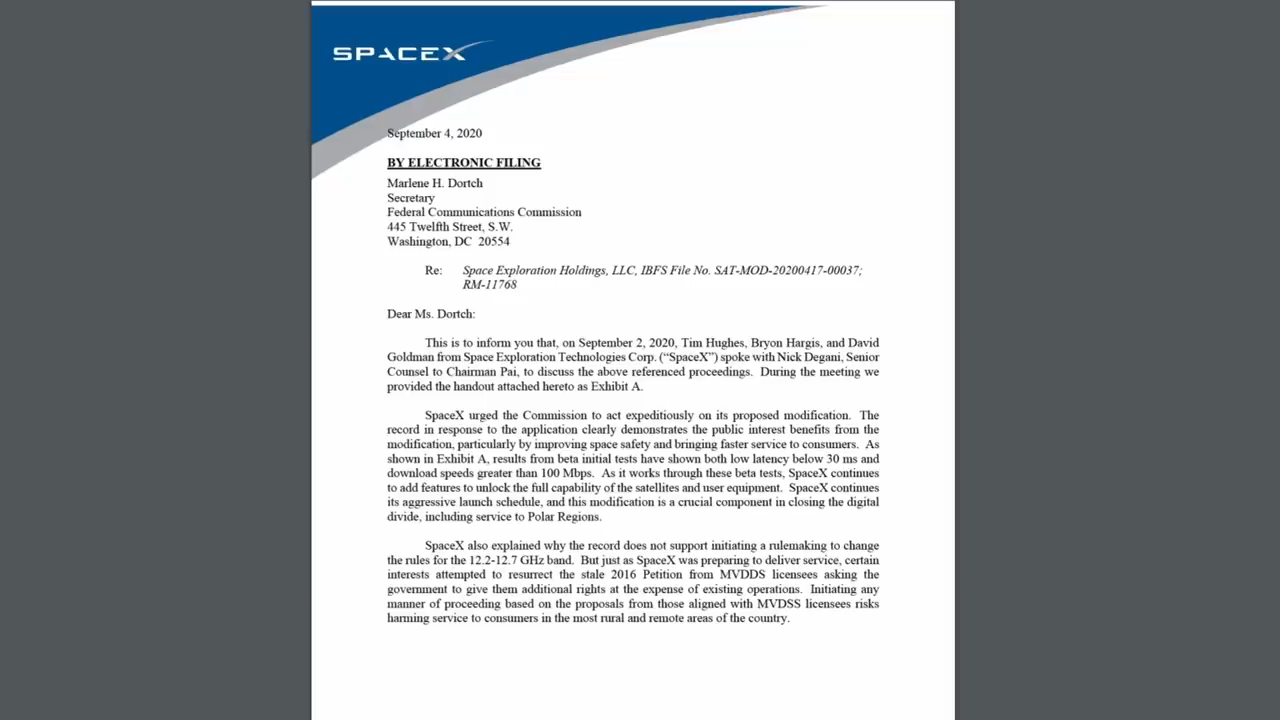 SPACEX
September 4, 2020
BY ELECTRONIC FILING
Marlene H. Dortch
Secretary
Federal Communications Commission
445 Twelfth Street, S.W.
Washington, DC 20554
Re: Space Exploration Holdings, LLC, IBFS File No. SAT-MOD-20200417-00037;
RM-11768
Dear Ms. Dortch:
This is to inform you that, on September 2, 2020, Tim Hughes, Bryon Hargis, and David
Goldman from Space Exploration Technologies Corp. (“SpaceX”) spoke with Nick Degani, Senior
Counsel to Chairman Pai, to discuss the above referenced proceedings. During the meeting we
provided the handout attached hereto as Exhibit A.
SpaceX urged the Commission to act expeditiously on its proposed modification. The
record in response to the application clearly demonstrates the public interest benefits from the
modification, particularly by improving space safety and bringing faster service to consumers. As
shown in Exhibit A, results from beta initial tests have shown both low latency below 30 ms and
download speeds greater than 100 Mbps. As it works through these beta tests, SpaceX continues
to add features to unlock the full capability of the satellites and user equipment. SpaceX continues
its aggressive launch schedule, and this modification is a crucial component in closing the digital
divide, including service to Polar Regions.
SpaceX also explained why the record does not support initiating a rulemaking to change
the rules for the 12.2-12.7 GHz band. But just as SpaceX was preparing to deliver service, certain
interests attempted to resurrect the stale 2016 Petition from MVDDS licensees asking the
government to give them additional rights at the expense of existing operations. Initiating any
manner of proceeding based on the proposals from those aligned with MVDSS licensees risks
harming service to consumers in the most rural and remote areas of the country.